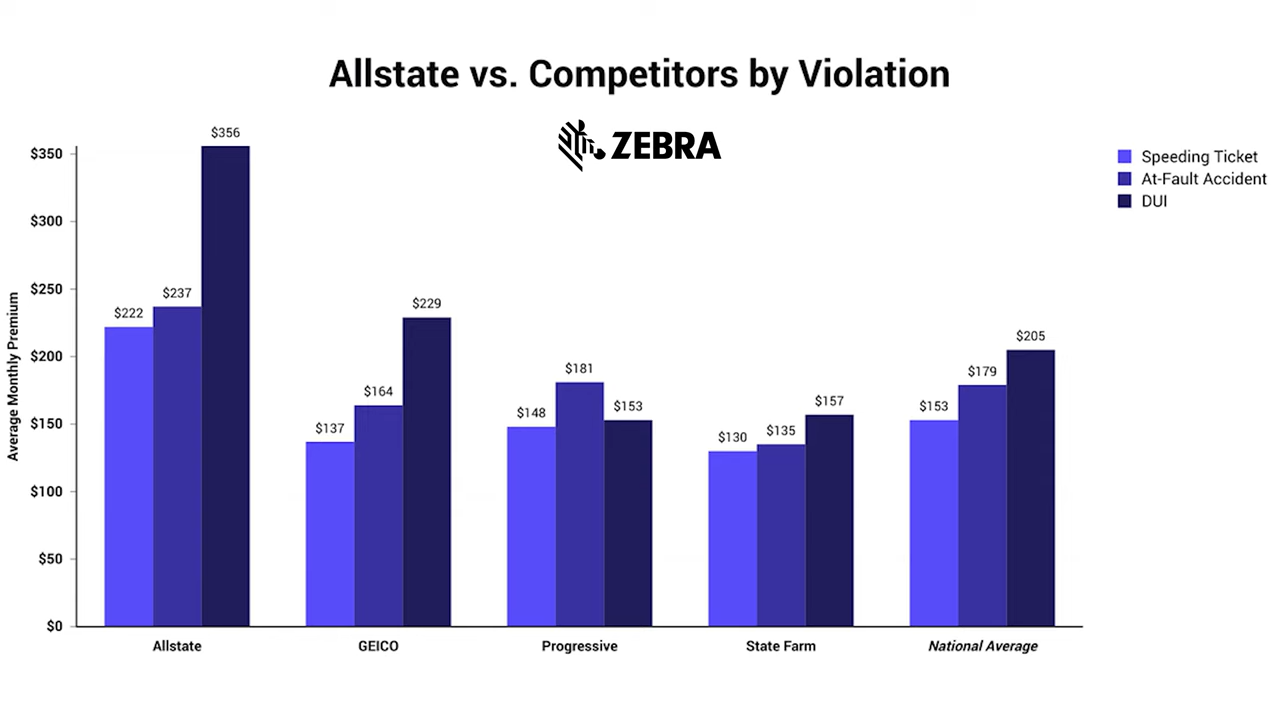 Allstate vs. Competitors by Violation
ZEBRA
Speeding Ticket
At-Fault Accident
DUI
Average Monthly Premium
$350
$300
$250
$200
$150
$100
$50
$0
$222
$237
$356
$137
$164
$229
$148
$181
$153
$130
$135
$157
$153
$179
$205
Allstate
GEICO
Progressive
State Farm
National Average